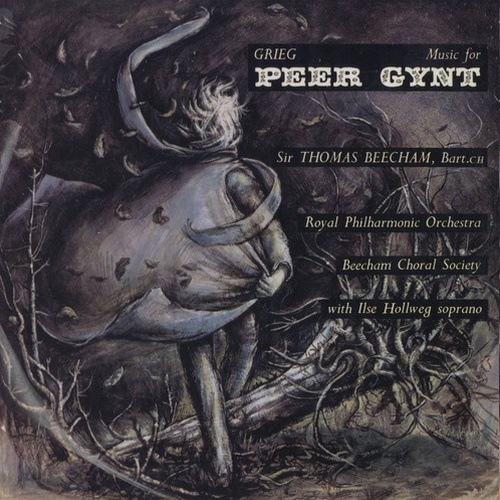 GRIEG Music for
PEER GYNT
Sir THOMAS BEECHAM, Bart.CH
Royal Philharmonic Orchestra
Beecham Choral Society
with Ilse Hollweg soprano